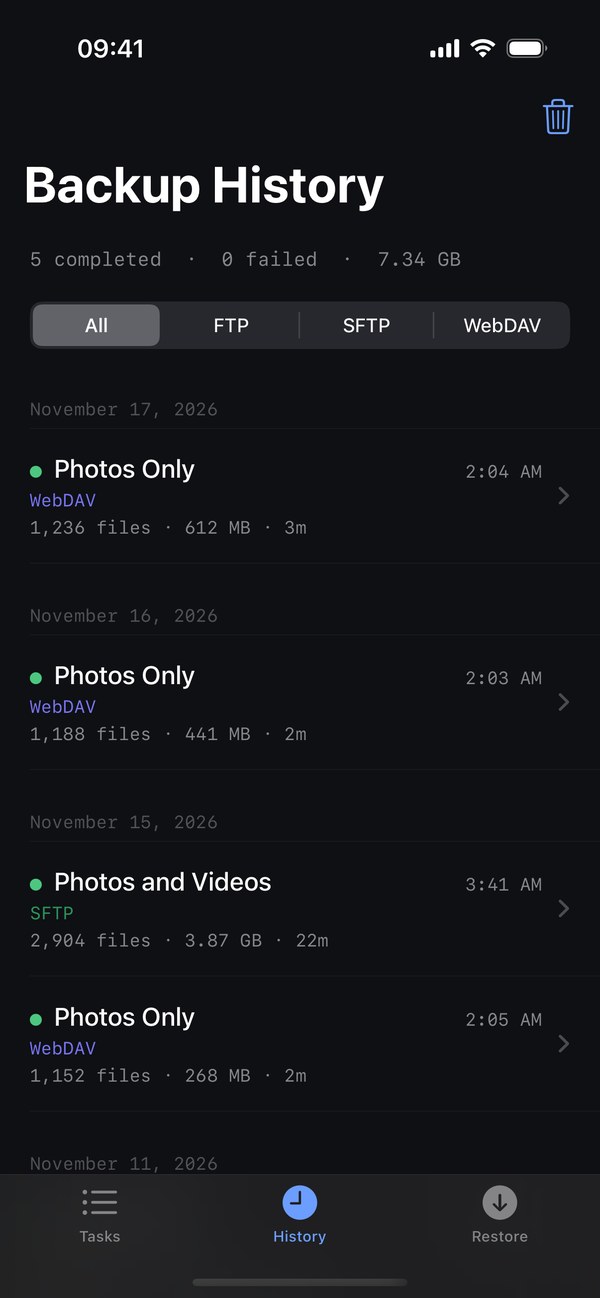 09:41
Backup History
5 completed · 0 failed · 7.34 GB
All FTP SFTP WebDAV
November 17, 2026
Photos Only 2:04 AM
WebDAV
1,236 files · 612 MB · 3m
November 16, 2026
Photos Only 2:03 AM
WebDAV
1,188 files · 441 MB · 2m
November 15, 2026
Photos and Videos 3:41 AM
SFTP
2,904 files · 3.87 GB · 22m
Photos Only 2:05 AM
WebDAV
1,152 files · 268 MB · 2m
November 11, 2026
Tasks History Restore